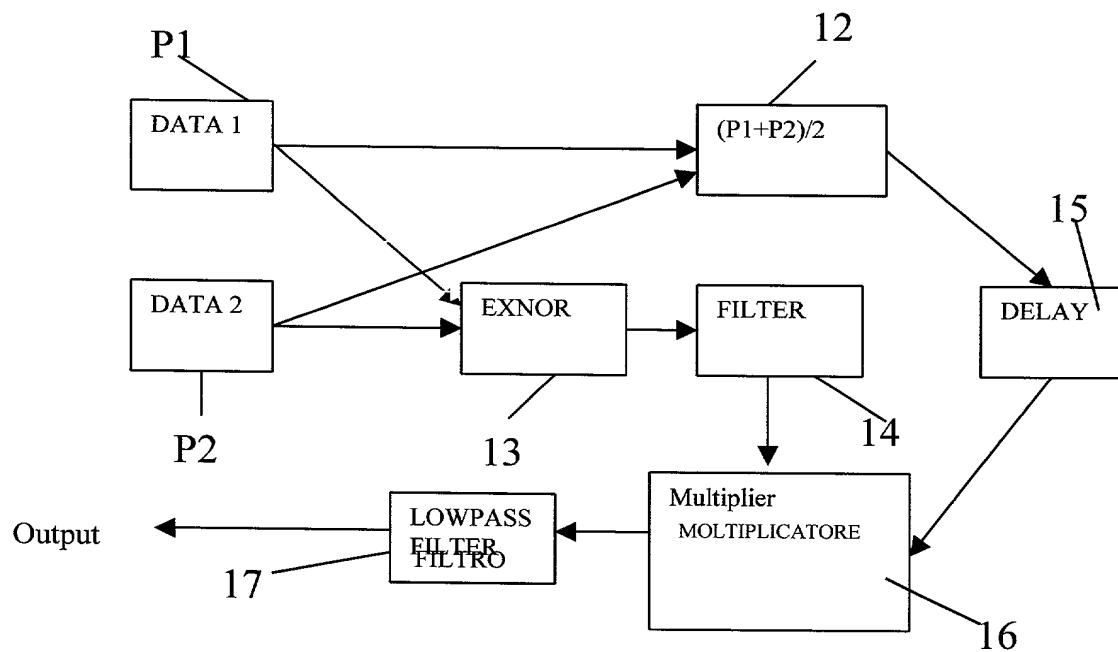 P1
12
DATA 1
(P1+P2)/2
15
DATA 2
EXNOR
FILTER
DELAY
P2
13
14
Multiplier
MOLTIPLICATORE
LOWPASS
FILTER
FILTRO
Output
17
16